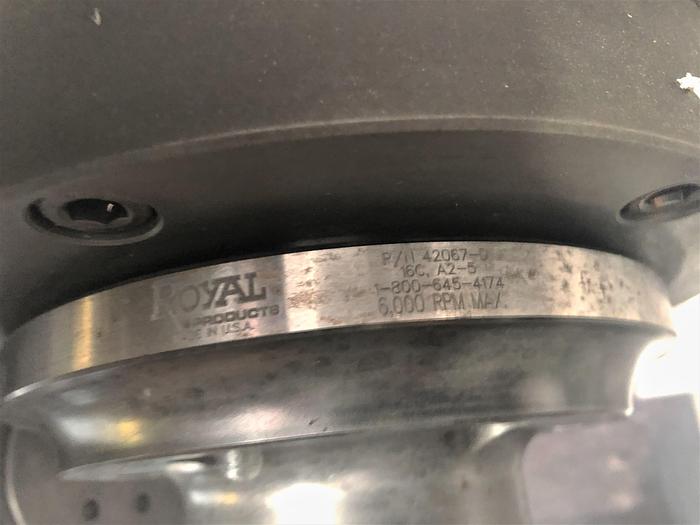 ROYAL
PRODUCTS
IN U.S.A.
P/N 42067-0
16C, A2-5
1-800-645-4174
6,000 RPM MAX.